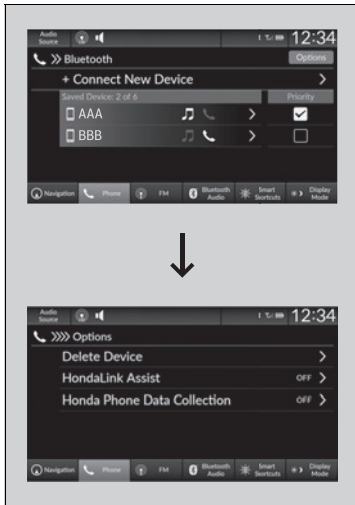 Audio Source 12:34
Bluetooth Options
+ Connect New Device
Saved Device: 2 of 6 Priority
AAA
BBB
Navigation Phone FM Bluetooth Audio Smart Shortcuts Display Mode
Audio Source 12:34
Options
Delete Device
HondaLink Assist OFF
Honda Phone Data Collection OFF
Navigation Phone FM Bluetooth Audio Smart Shortcuts Display Mode